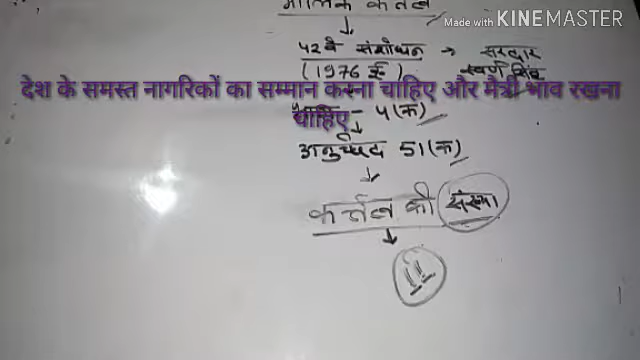 मौलिक कर्तव्य
Made with KINEMASTER
↓
42वे संशोधन → सरदार
(1976 ई.) स्वर्ण सिंह
देश के समस्त नागरिकों का सम्मान करना चाहिए और मैत्री भाव रखना
चाहिए
- 4(क)
↓
अनुच्छेद 51(क)
↓
कर्त्तव्य की संख्या
↓
11